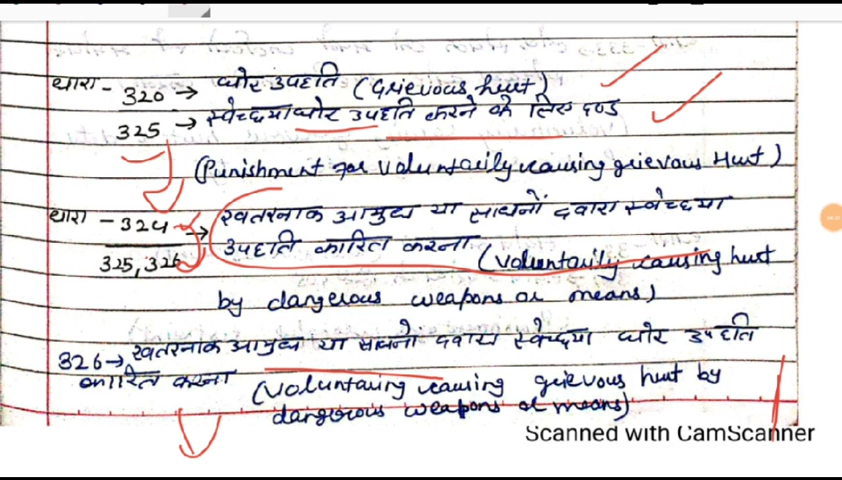 धारा - 320 → घोर उपहति (Grievous hurt)
325 → स्वेच्छया घोर उपहति करने के लिए दण्ड
(Punishment for Voluntarily causing grievous Hurt)
धारा - 324 → खतरनाक आयुध या साधनों द्वारा स्वेच्छया
325, 326 उपहति कारित करना (Voluntarily causing hurt
by dangerous weapons or means)
326 → खतरनाक आयुध या साधनो द्वारा स्वेच्छया घोर उपहति
कारित करना (Voluntaring causing grievous hurt by
dangerous weapons or means)
Scanned with CamScanner